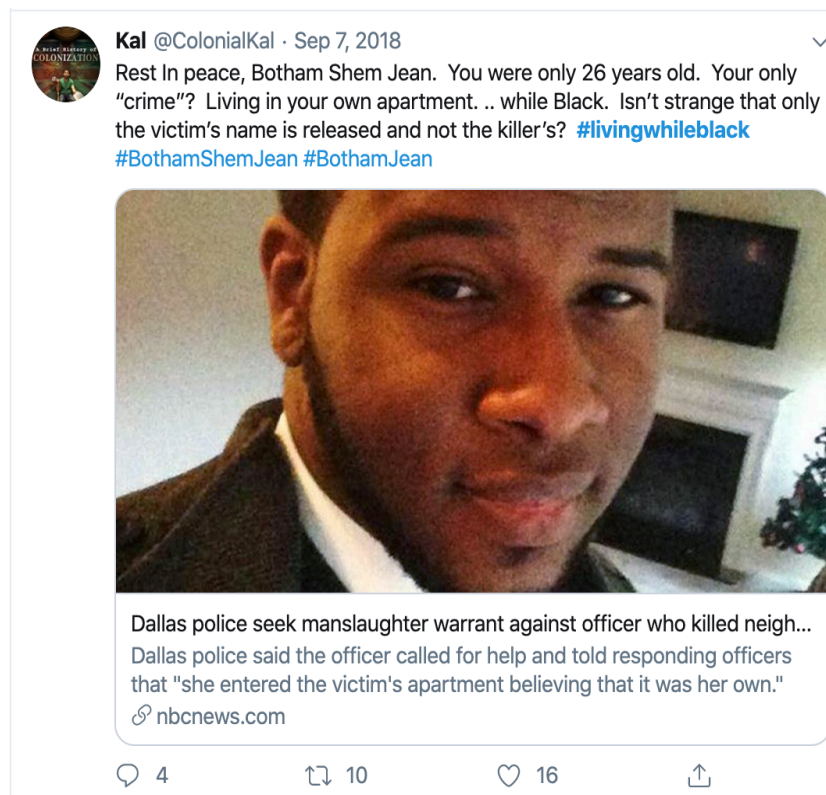 A Brief History of
COLONIZATION
Kal @ColonialKal · Sep 7, 2018
Rest In peace, Botham Shem Jean.  You were only 26 years old.  Your only
“crime”?  Living in your own apartment. .. while Black.  Isn’t strange that only
the victim’s name is released and not the killer’s?  #livingwhileblack
#BothamShemJean #BothamJean
Dallas police seek manslaughter warrant against officer who killed neigh...
Dallas police said the officer called for help and told responding officers
that "she entered the victim's apartment believing that it was her own."
nbcnews.com
4 10 16